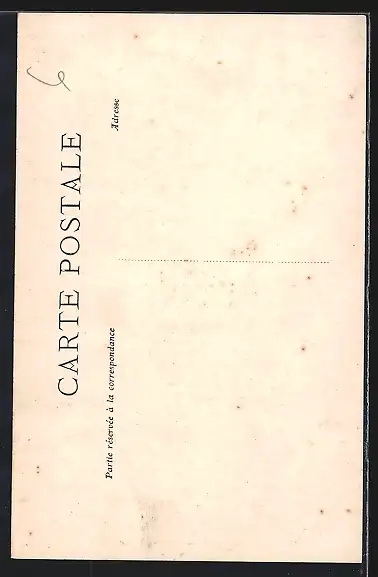 CARTE POSTALE
Partie réservée à la correspondance
Adresse